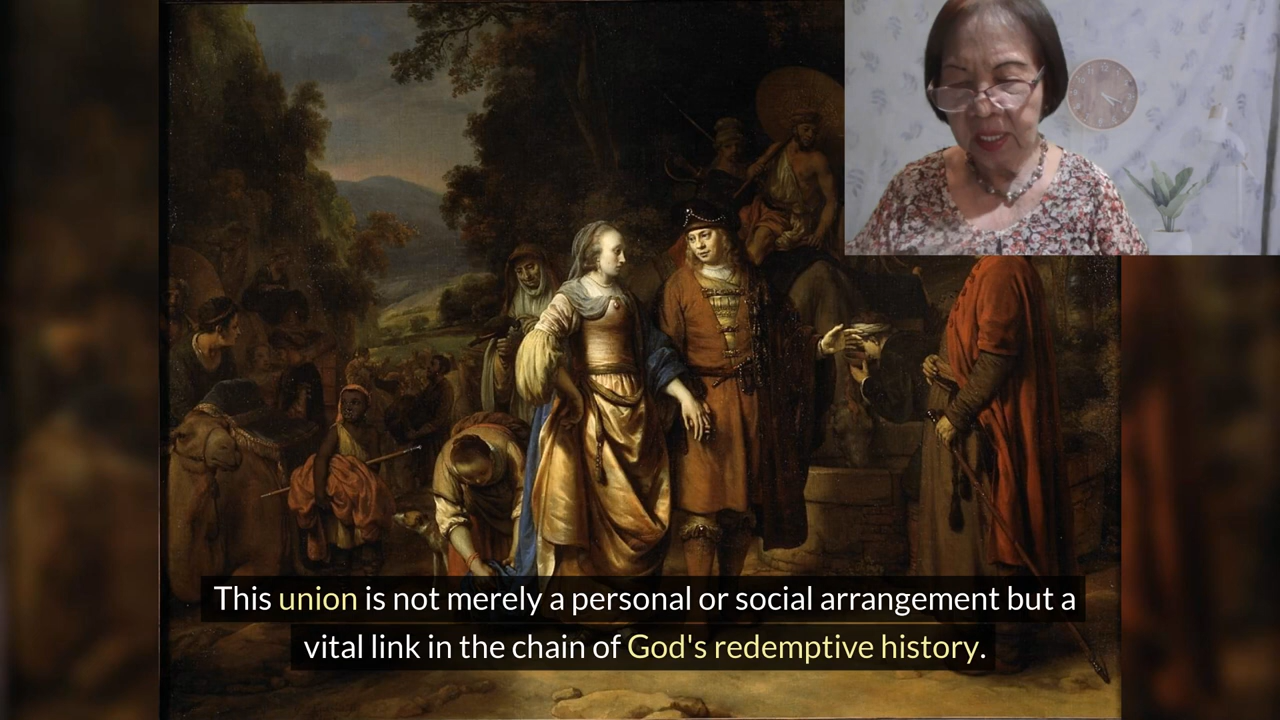 This union is not merely a personal or social arrangement but a
vital link in the chain of God's redemptive history.